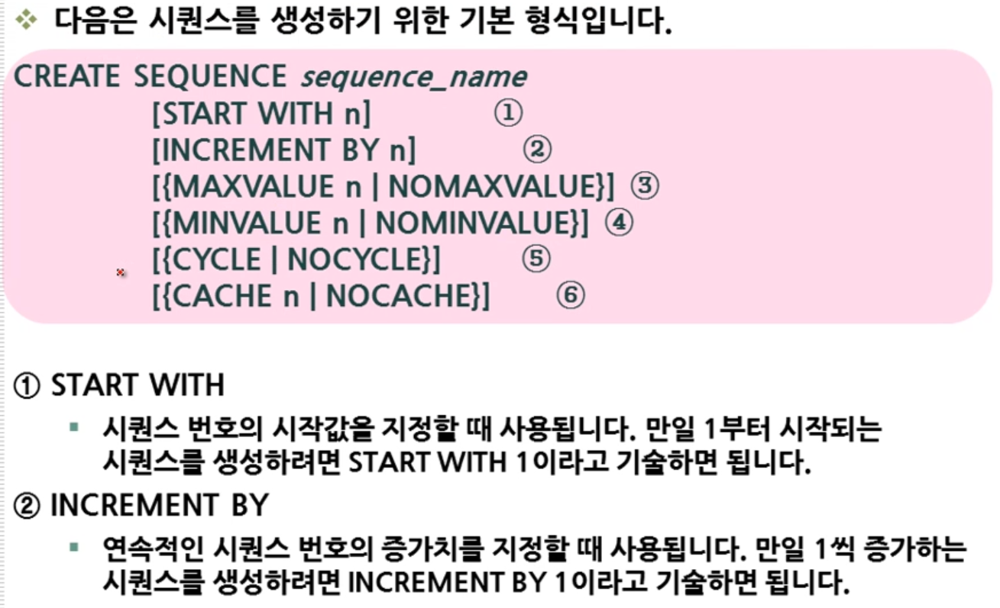 ❖ 다음은 시퀀스를 생성하기 위한 기본 형식입니다.
CREATE SEQUENCE sequence_name
[START WITH n] ①
[INCREMENT BY n] ②
[{MAXVALUE n | NOMAXVALUE}] ③
[{MINVALUE n | NOMINVALUE}] ④
[{CYCLE | NOCYCLE}] ⑤
[{CACHE n | NOCACHE}] ⑥
① START WITH
▪ 시퀀스 번호의 시작값을 지정할 때 사용됩니다. 만일 1부터 시작되는
시퀀스를 생성하려면 START WITH 1이라고 기술하면 됩니다.
② INCREMENT BY
▪ 연속적인 시퀀스 번호의 증가치를 지정할 때 사용됩니다. 만일 1씩 증가하는
시퀀스를 생성하려면 INCREMENT BY 1이라고 기술하면 됩니다.